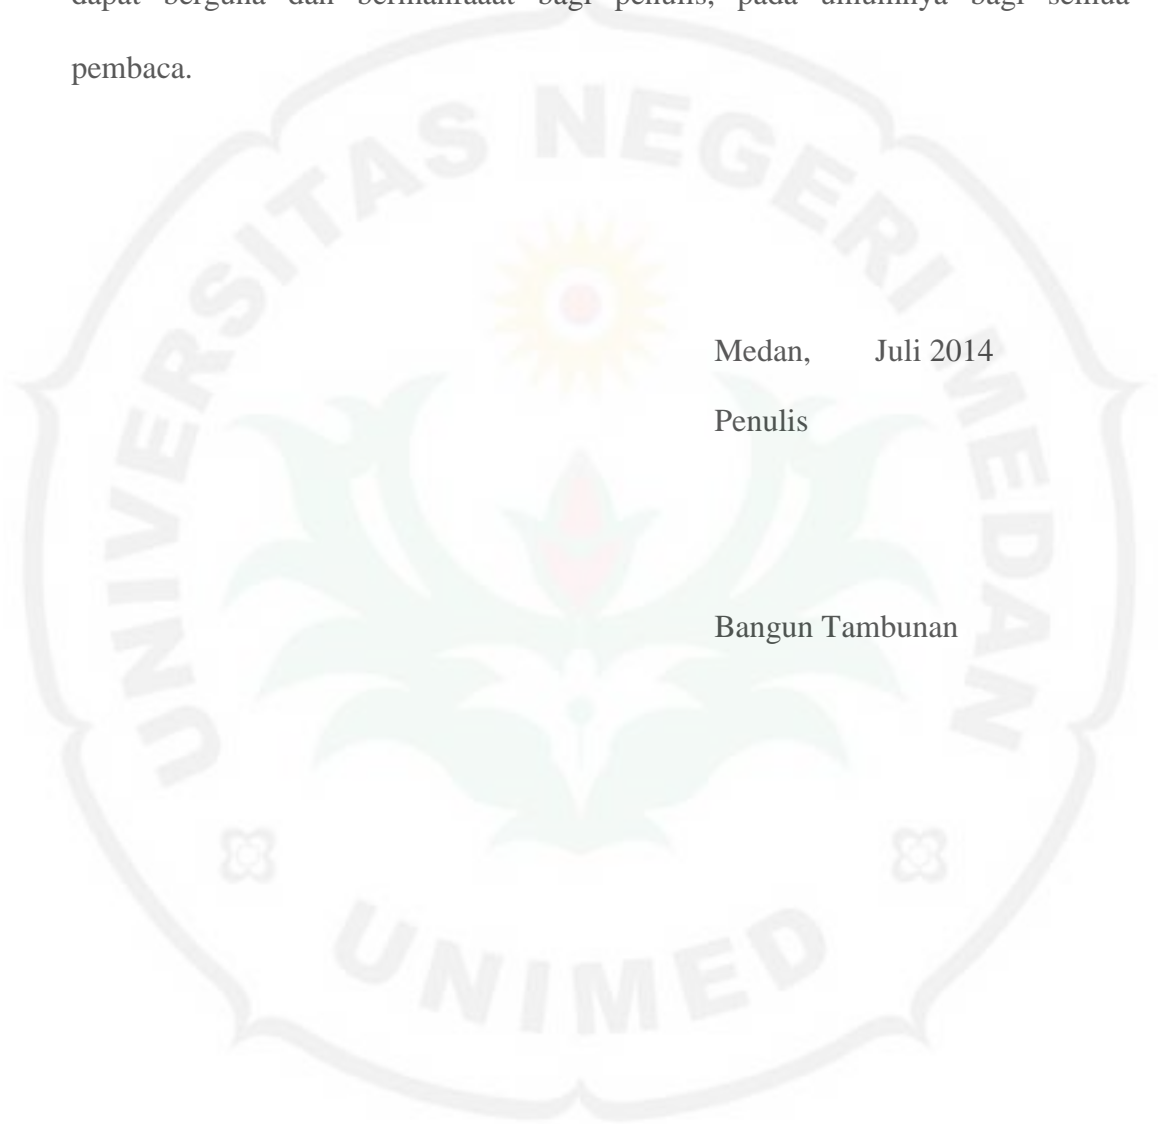 dapat berguna dan bermanfaaat bagi penulis, pada umumnya bagi semua
pembaca.
UNIVERSITAS NEGERI MEDAN
Medan, Juli 2014
Penulis
Bangun Tambunan
UNIMED